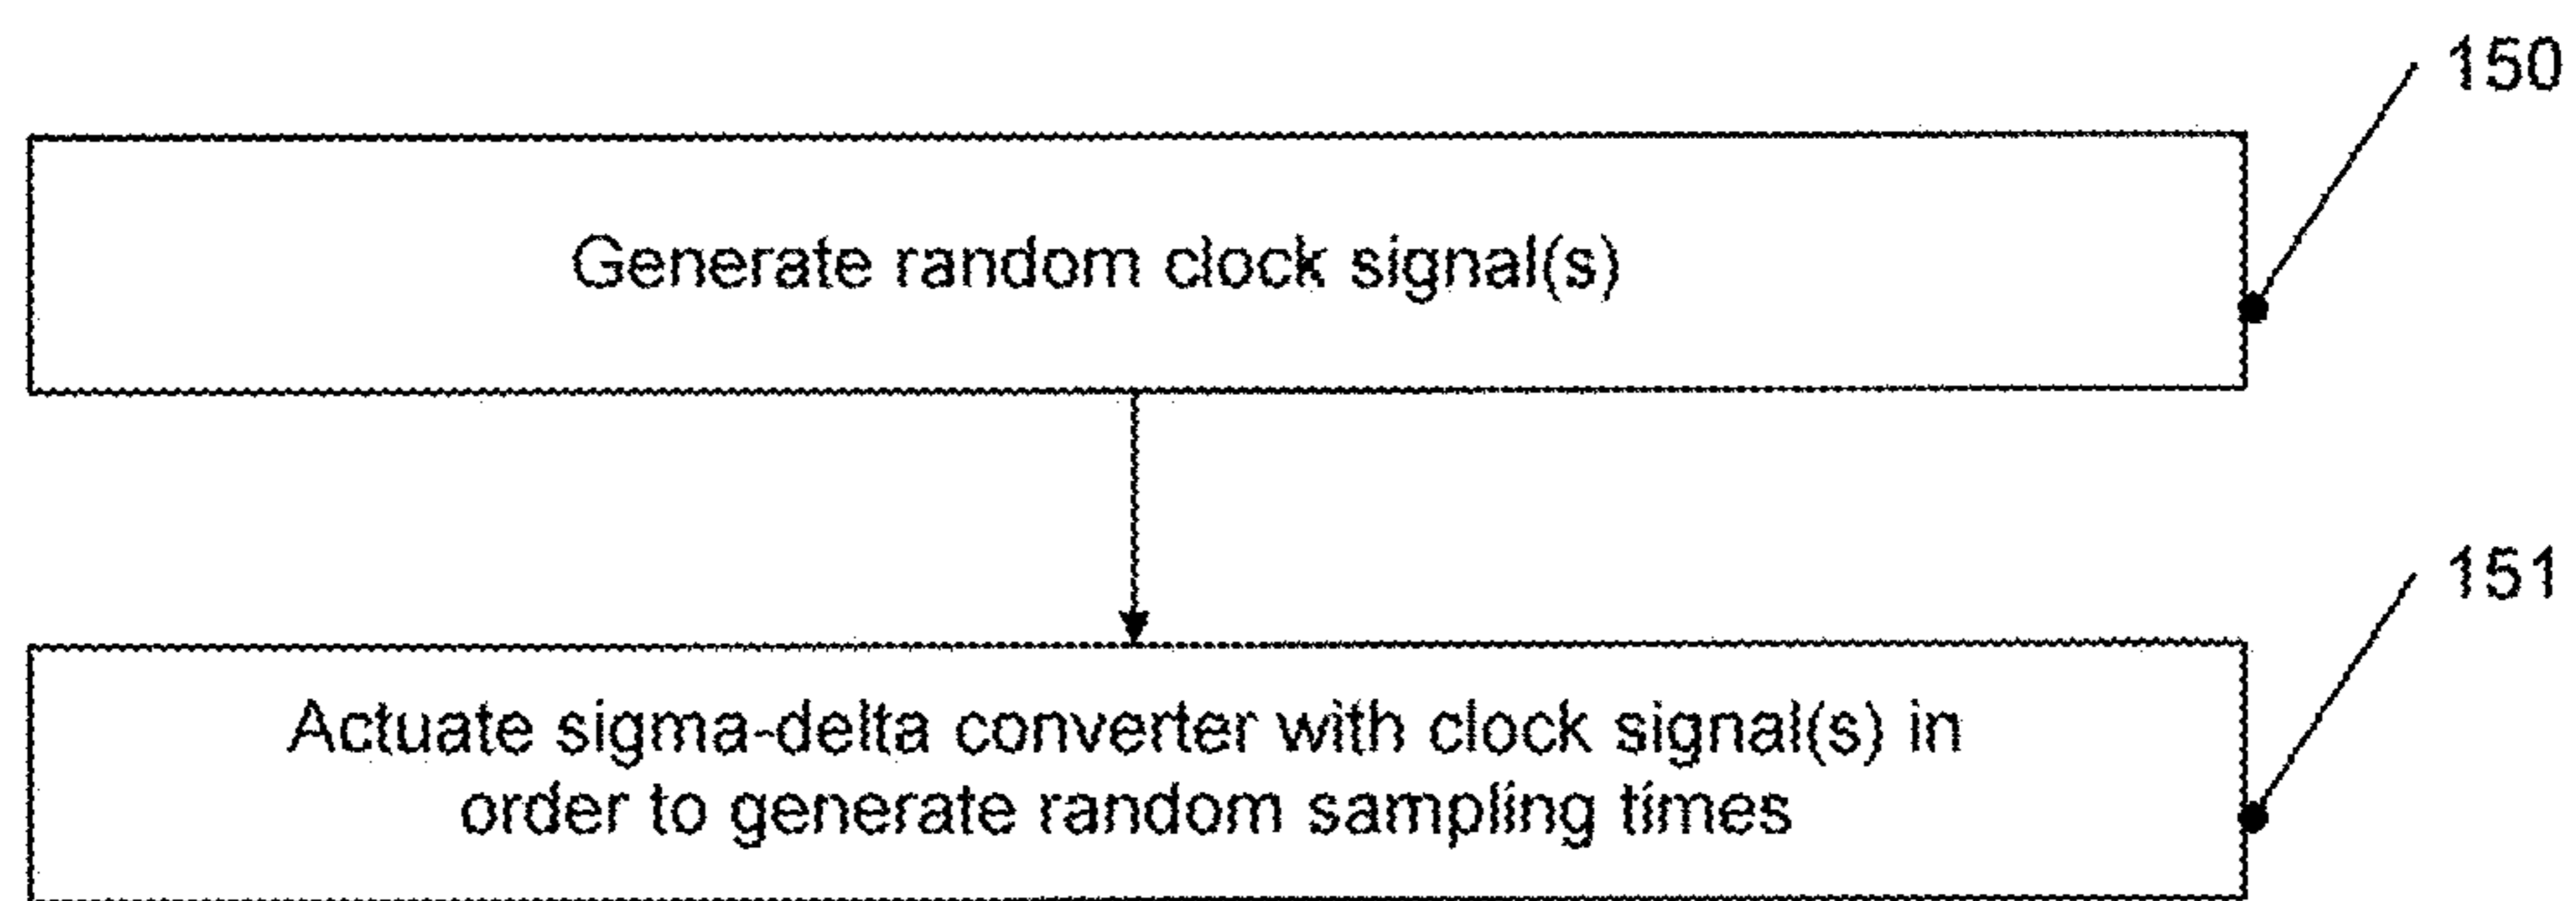 150
Generate random clock signal(s)
151
Actuate sigma-delta converter with clock signal(s) in
order to generate random sampling times